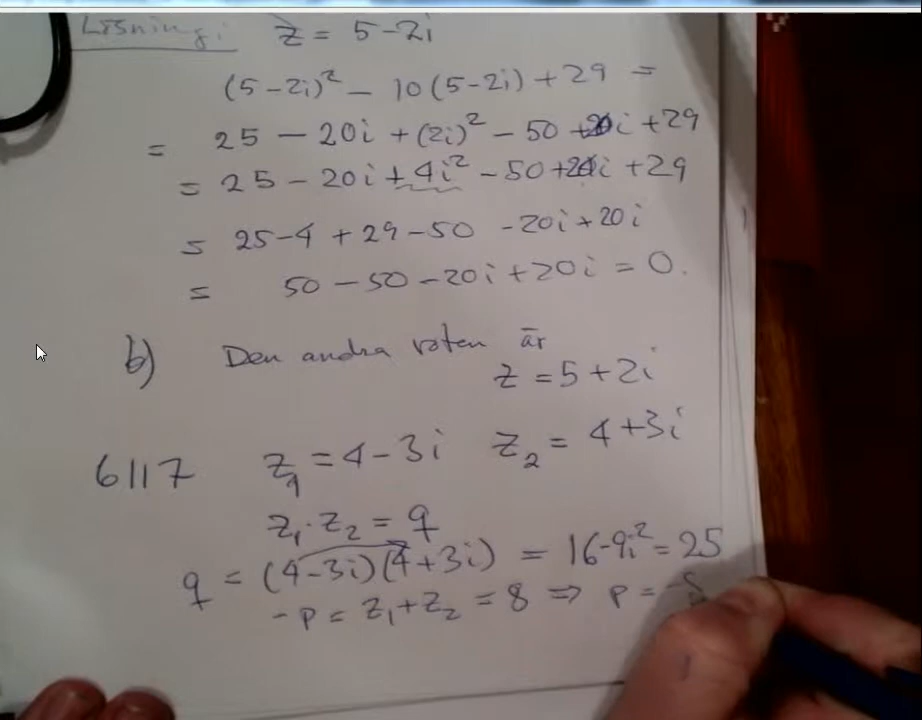 Lösning: z = 5-2i
(5-2i)² - 10(5-2i) + 29 =
= 25 - 20i + (2i)² - 50 +20i + 29
= 25 - 20i + 4i² - 50 + 20i + 29
= 25-4 + 29-50 -20i+20i
= 50 - 50 - 20i + 20i = 0.
b) Den andra roten är
z = 5 + 2i
6117 z₁ = 4-3i z₂ = 4+3i
z₁·z₂ = q
q = (4-3i)(4+3i) = 16-9i² = 25
-p = z₁+z₂ = 8 ⇒ p = -8